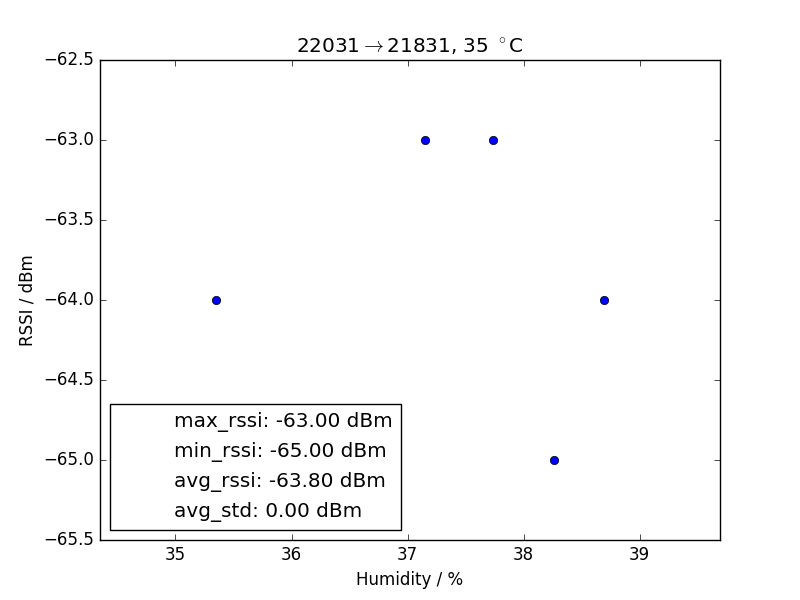 22031→21831, 35 °C
−62.5
−63.0
−63.5
−64.0
−64.5
−65.0
−65.5
RSSI / dBm
max_rssi: -63.00 dBm
min_rssi: -65.00 dBm
avg_rssi: -63.80 dBm
avg_std: 0.00 dBm
35 36 37 38 39
Humidity / %